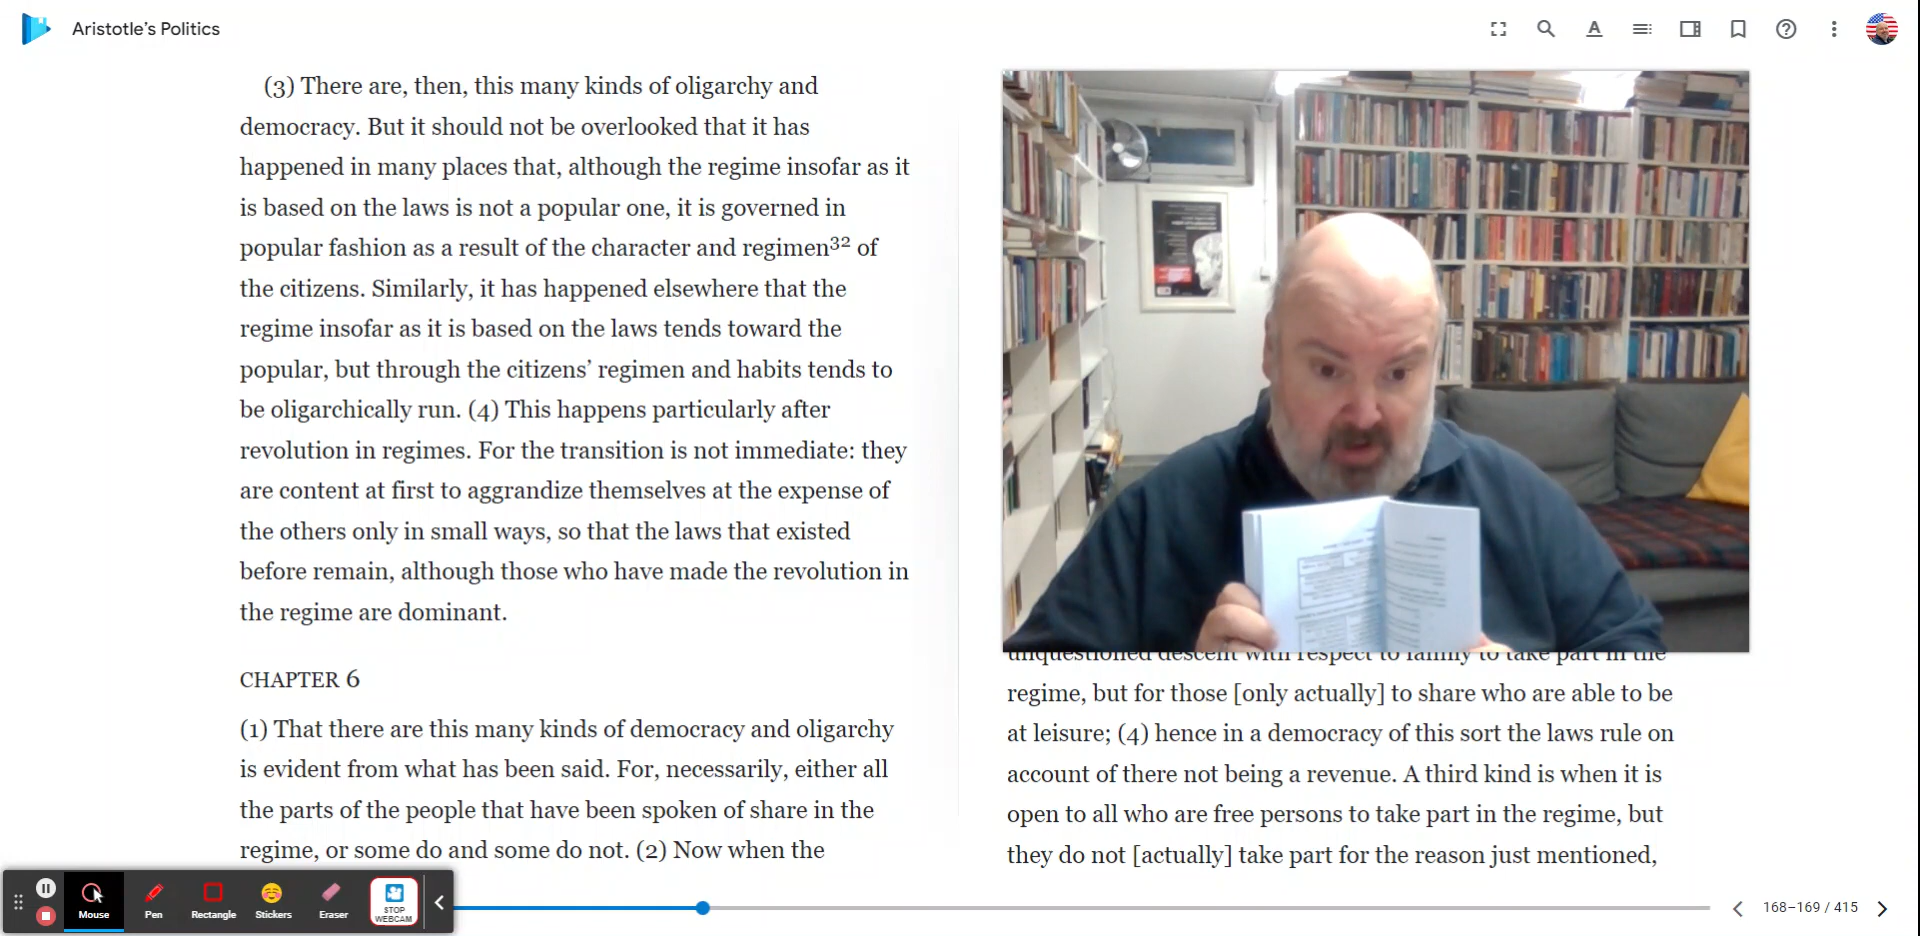 Aristotle’s Politics
(3) There are, then, this many kinds of oligarchy and
democracy. But it should not be overlooked that it has
happened in many places that, although the regime insofar as it
is based on the laws is not a popular one, it is governed in
popular fashion as a result of the character and regimen³² of
the citizens. Similarly, it has happened elsewhere that the
regime insofar as it is based on the laws tends toward the
popular, but through the citizens’ regimen and habits tends to
be oligarchically run. (4) This happens particularly after
revolution in regimes. For the transition is not immediate: they
are content at first to aggrandize themselves at the expense of
the others only in small ways, so that the laws that existed
before remain, although those who have made the revolution in
the regime are dominant.
CHAPTER 6
(1) That there are this many kinds of democracy and oligarchy
is evident from what has been said. For, necessarily, either all
the parts of the people that have been spoken of share in the
regime, or some do and some do not. (2) Now when the
unquestioned descent with respect to family to take part in the
regime, but for those [only actually] to share who are able to be
at leisure; (4) hence in a democracy of this sort the laws rule on
account of there not being a revenue. A third kind is when it is
open to all who are free persons to take part in the regime, but
they do not [actually] take part for the reason just mentioned,
Mouse
Pen
Rectangle
Stickers
Eraser
STOP
WEBCAM
168–169 / 415